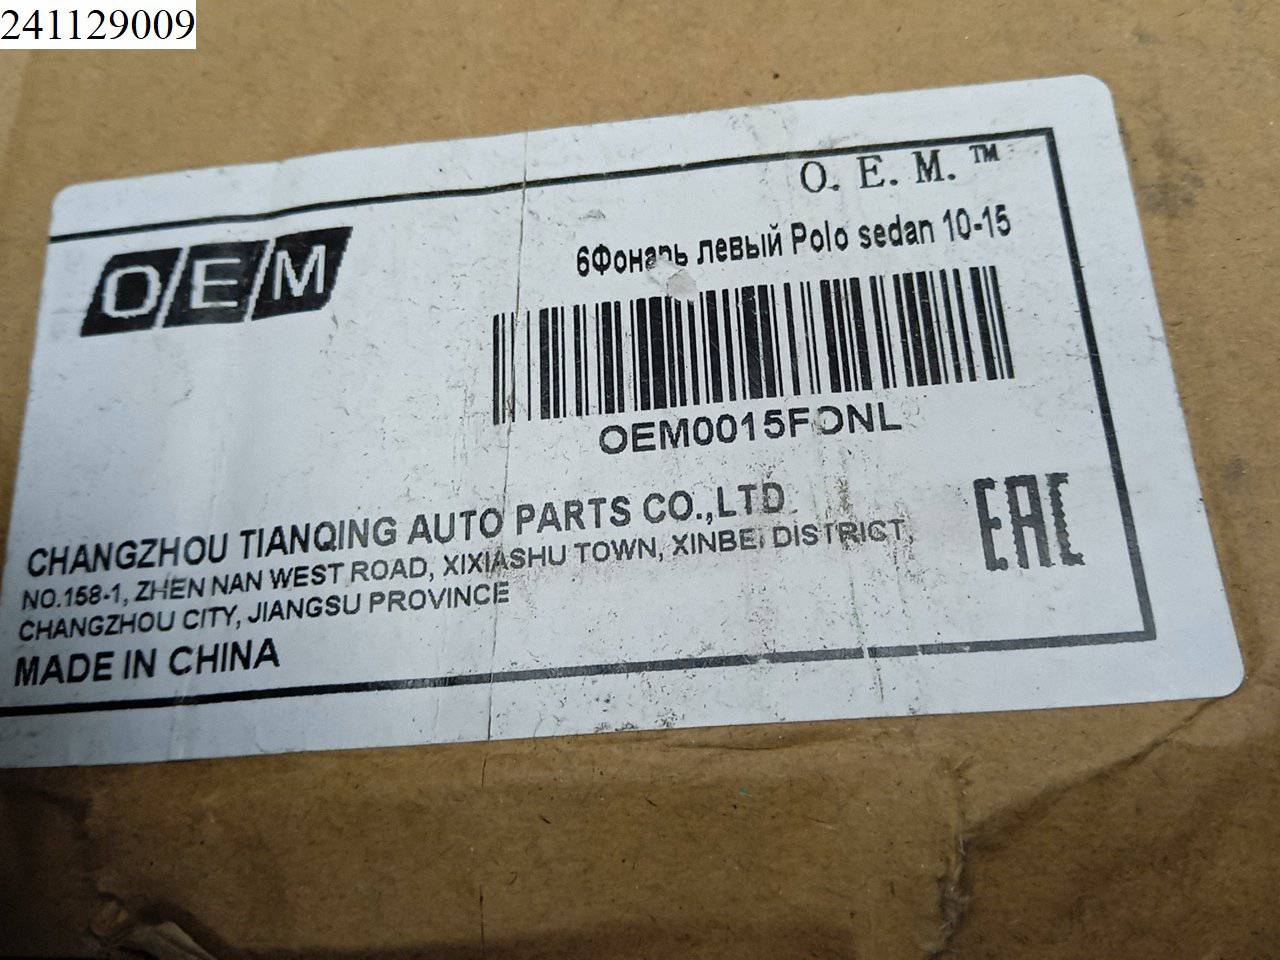 241129009
O. E. M.™
OEM
6Фонарь левый Polo sedan 10-15
OEM0015FONL
EAC
CHANGZHOU TIANQING AUTO PARTS CO.,LTD.
NO.158-1, ZHEN NAN WEST ROAD, XIXIASHU TOWN, XINBEI DISTRICT,
CHANGZHOU CITY, JIANGSU PROVINCE
MADE IN CHINA